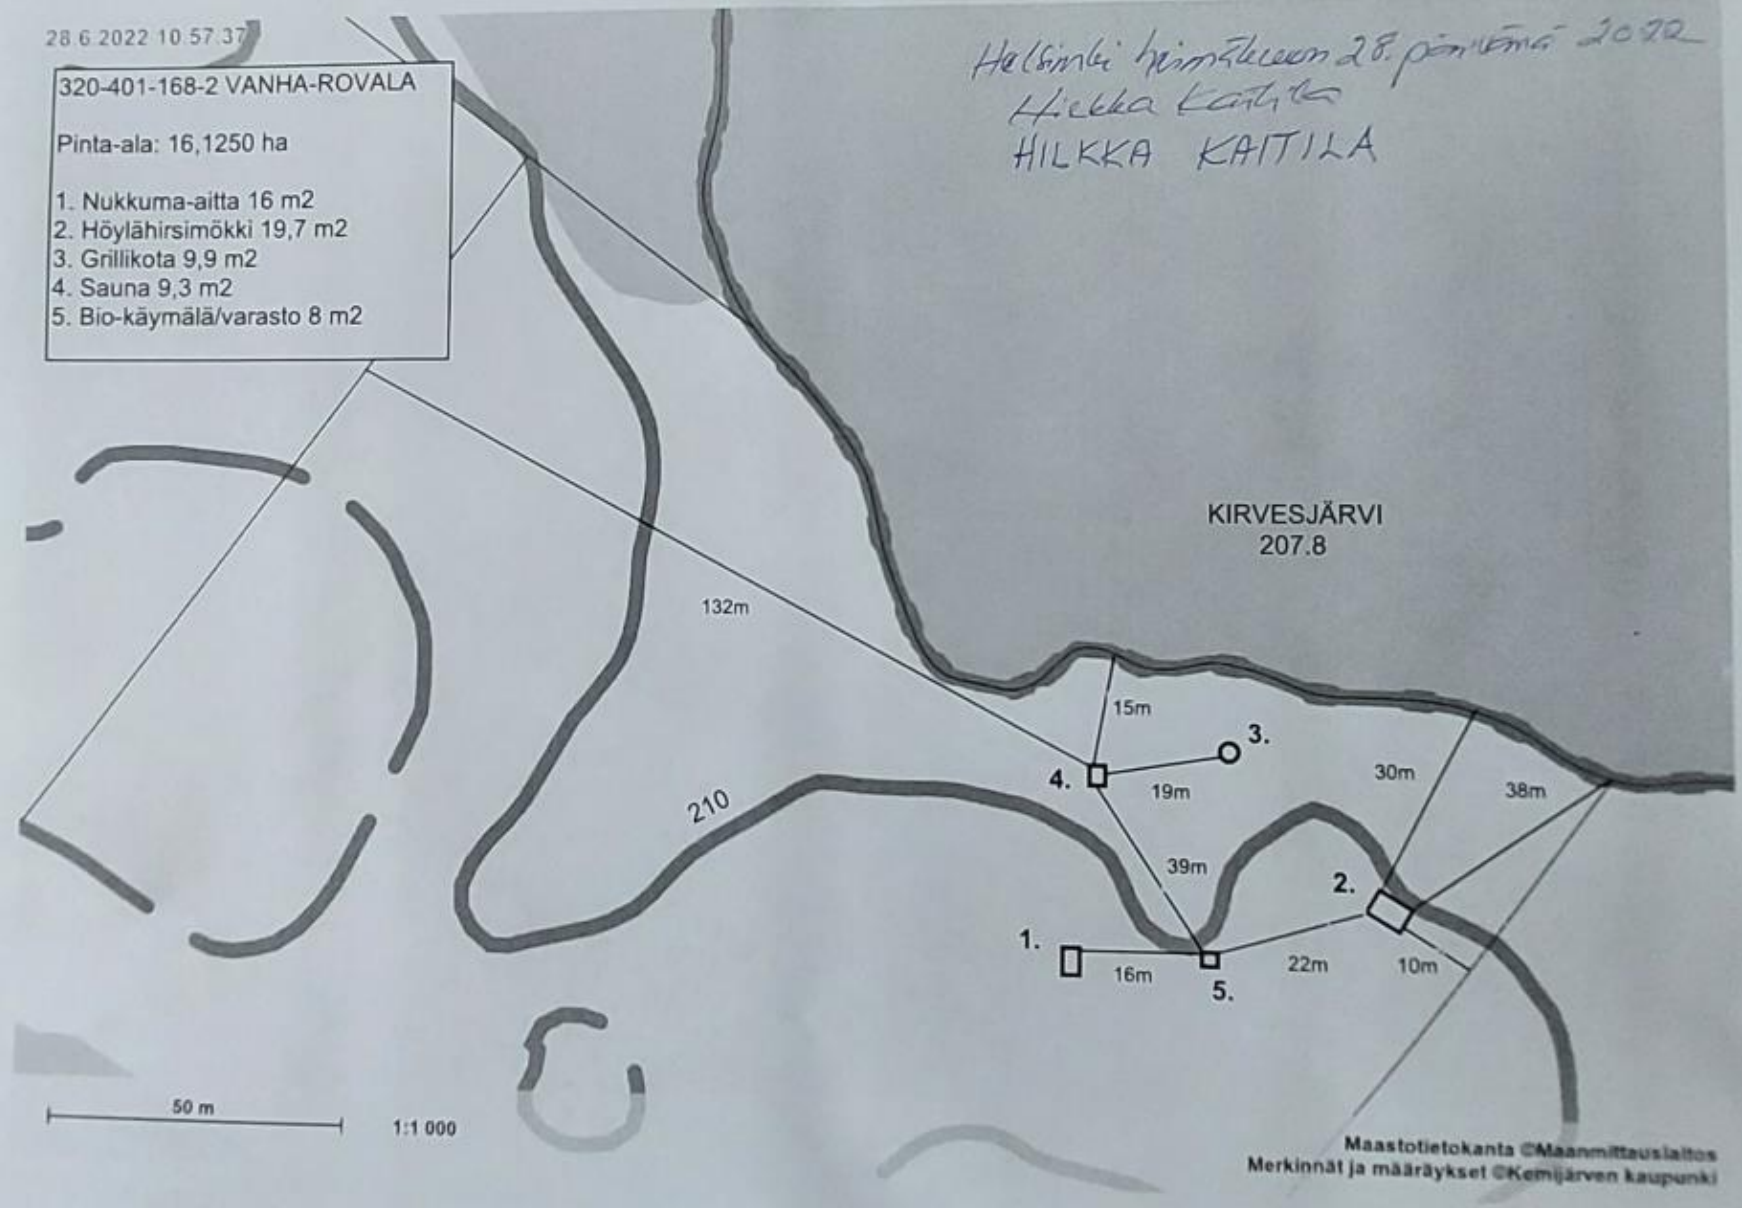 28.6.2022 10.57.37
Helsinki heinäkuun 28. päivänä 2022
Hilkka Kaitila
HILKKA KAITILA
320-401-168-2 VANHA-ROVALA
Pinta-ala: 16,1250 ha
1. Nukkuma-aitta 16 m2
2. Höylähirsimökki 19,7 m2
3. Grillikota 9,9 m2
4. Sauna 9,3 m2
5. Bio-käymälä/varasto 8 m2
KIRVESJÄRVI
207.8
132m
15m
3.
4.
19m
30m
38m
210
39m
2.
1.
16m
5.
22m
10m
50 m
1:1 000
Maastotietokanta ©Maanmittauslaitos
Merkinnät ja määräykset ©Kemijärven kaupunki